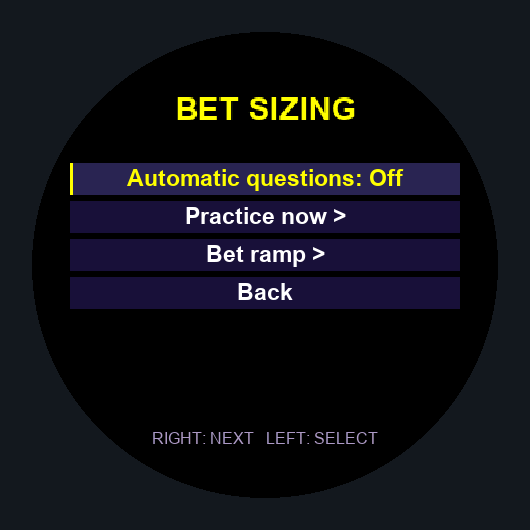 BET SIZING
Automatic questions: Off
Practice now >
Bet ramp >
Back
RIGHT: NEXT LEFT: SELECT